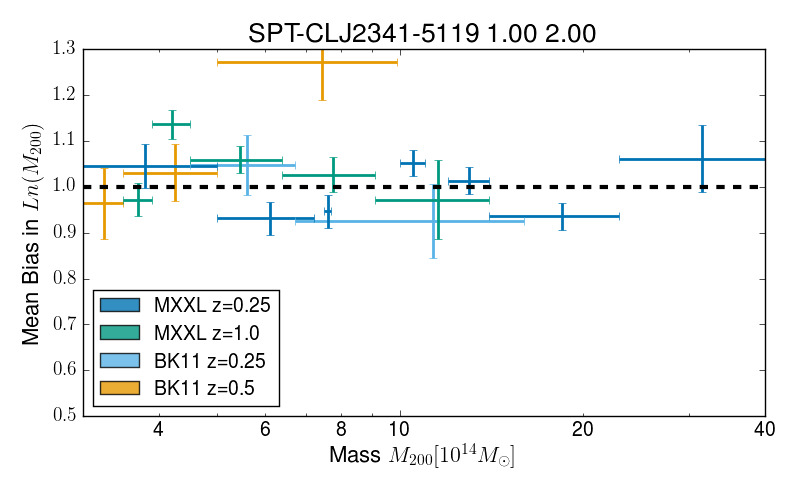 SPT-CLJ2341-5119 1.00 2.00
Mean Bias in Ln(M₂₀₀)
1.3
1.2
1.1
1.0
0.9
0.8
0.7
0.6
0.5
MXXL z=0.25
MXXL z=1.0
BK11 z=0.25
BK11 z=0.5
4 6 8 10 20 40
Mass M₂₀₀[10¹⁴M☉]